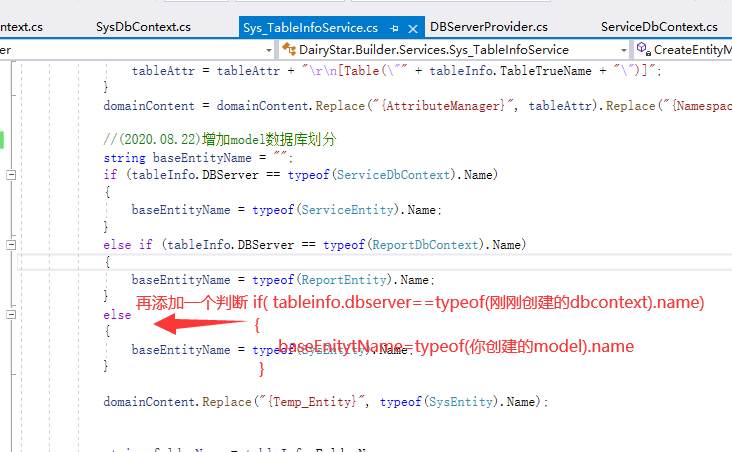 ntext.cs SysDbContext.cs Sys_TableInfoService.cs DBServerProvider.cs ServiceDbContext.cs
er DairyStar.Builder.Services.Sys_TableInfoService CreateEntityM
tableAttr = tableAttr + "\r\n[Table(\"" + tableInfo.TableTrueName + "\")]";
}
domainContent = domainContent.Replace("{AttributeManager}", tableAttr).Replace("{Namespac
//(2020.08.22)增加model数据库划分
string baseEntityName = "";
if (tableInfo.DBServer == typeof(ServiceDbContext).Name)
{
baseEntityName = typeof(ServiceEntity).Name;
}
else if (tableInfo.DBServer == typeof(ReportDbContext).Name)
{
baseEntityName = typeof(ReportEntity).Name;
}
再添加一个判断 if( tableinfo.dbserver==typeof(刚刚创建的dbcontext).name)
else
{
{
baseEnitytName=typeof(你创建的model).name
baseEntityName = typeof(SysEntity).Name;
}
}
domainContent.Replace("{Temp_Entity}", typeof(SysEntity).Name);